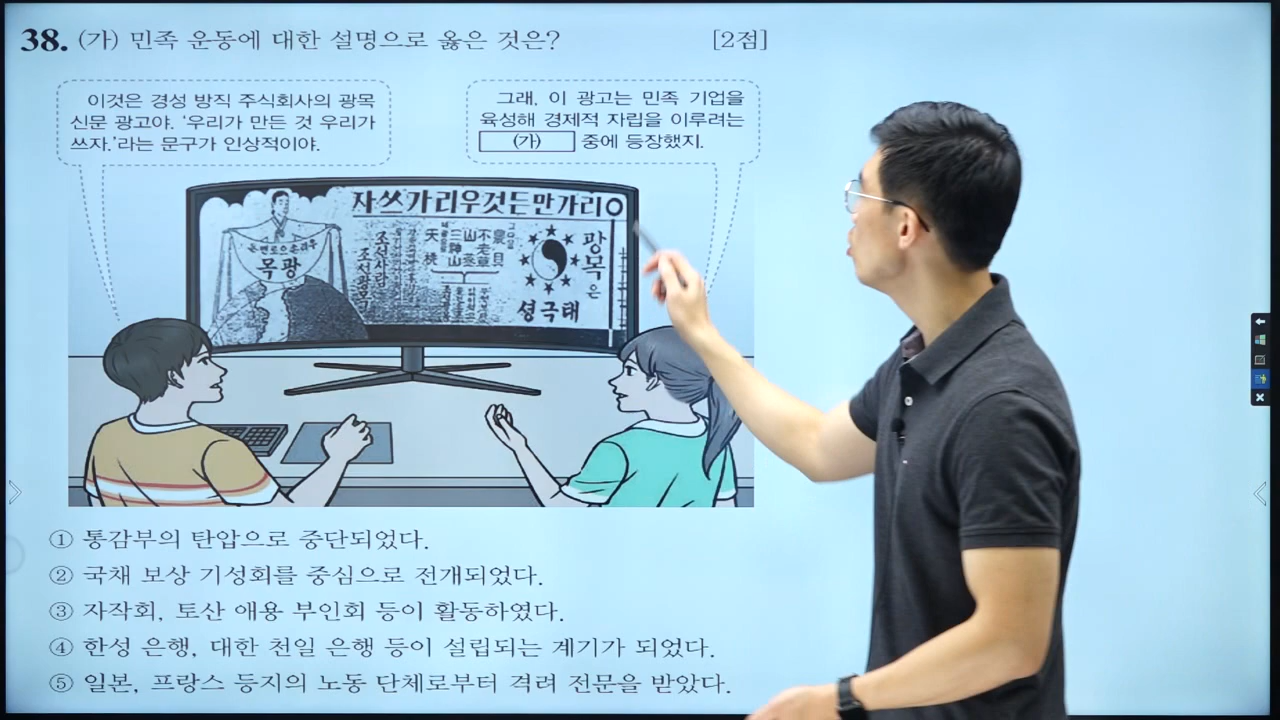 38. (가) 민족 운동에 대한 설명으로 옳은 것은? [2점]
이것은 경성 방직 주식회사의 광목
신문 광고야. '우리가 만든 것 우리가
쓰자.'라는 문구가 인상적이야.
그래, 이 광고는 민족 기업을
육성해 경제적 자립을 이루려는
(가) 중에 등장했지.
자쓰가리우것든만가리
광목은
셩극태
목광
① 통감부의 탄압으로 중단되었다.
② 국채 보상 기성회를 중심으로 전개되었다.
③ 자작회, 토산 애용 부인회 등이 활동하였다.
④ 한성 은행, 대한 천일 은행 등이 설립되는 계기가 되었다.
⑤ 일본, 프랑스 등지의 노동 단체로부터 격려 전문을 받았다.